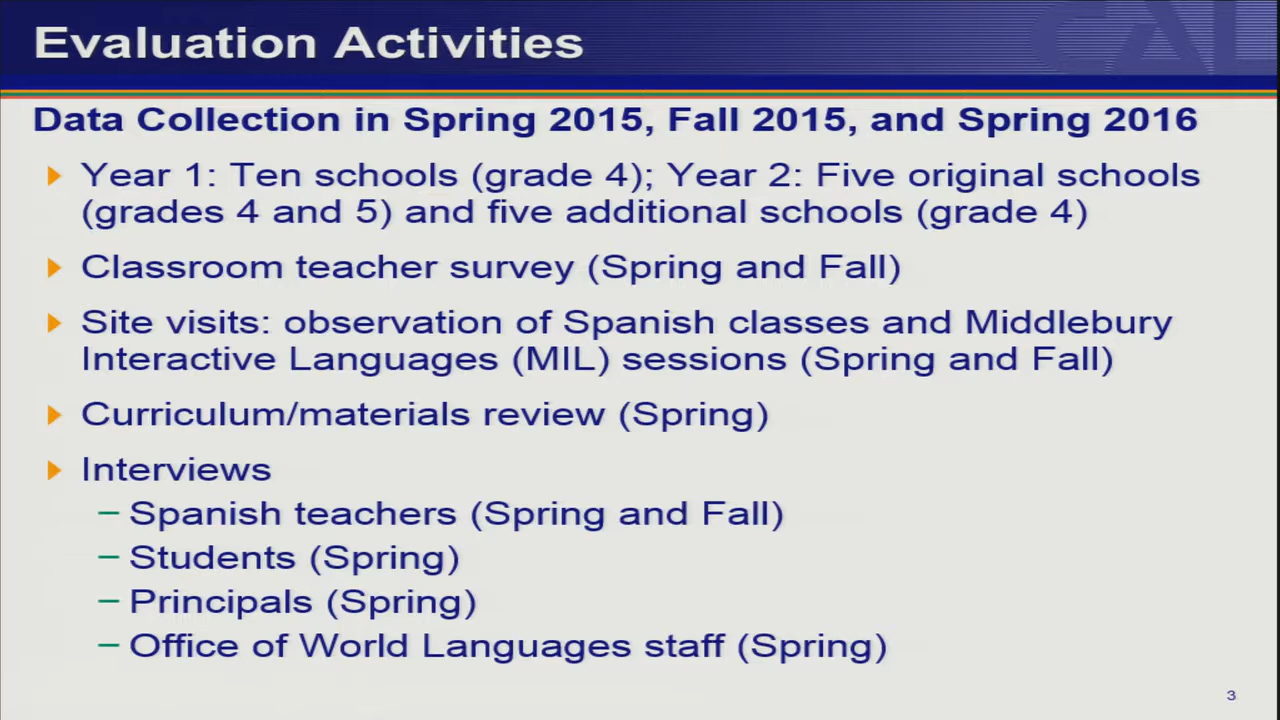 Evaluation Activities
CAL
Data Collection in Spring 2015, Fall 2015, and Spring 2016
Year 1: Ten schools (grade 4); Year 2: Five original schools
(grades 4 and 5) and five additional schools (grade 4)
Classroom teacher survey (Spring and Fall)
Site visits: observation of Spanish classes and Middlebury
Interactive Languages (MIL) sessions (Spring and Fall)
Curriculum/materials review (Spring)
Interviews
– Spanish teachers (Spring and Fall)
– Students (Spring)
– Principals (Spring)
– Office of World Languages staff (Spring)
3